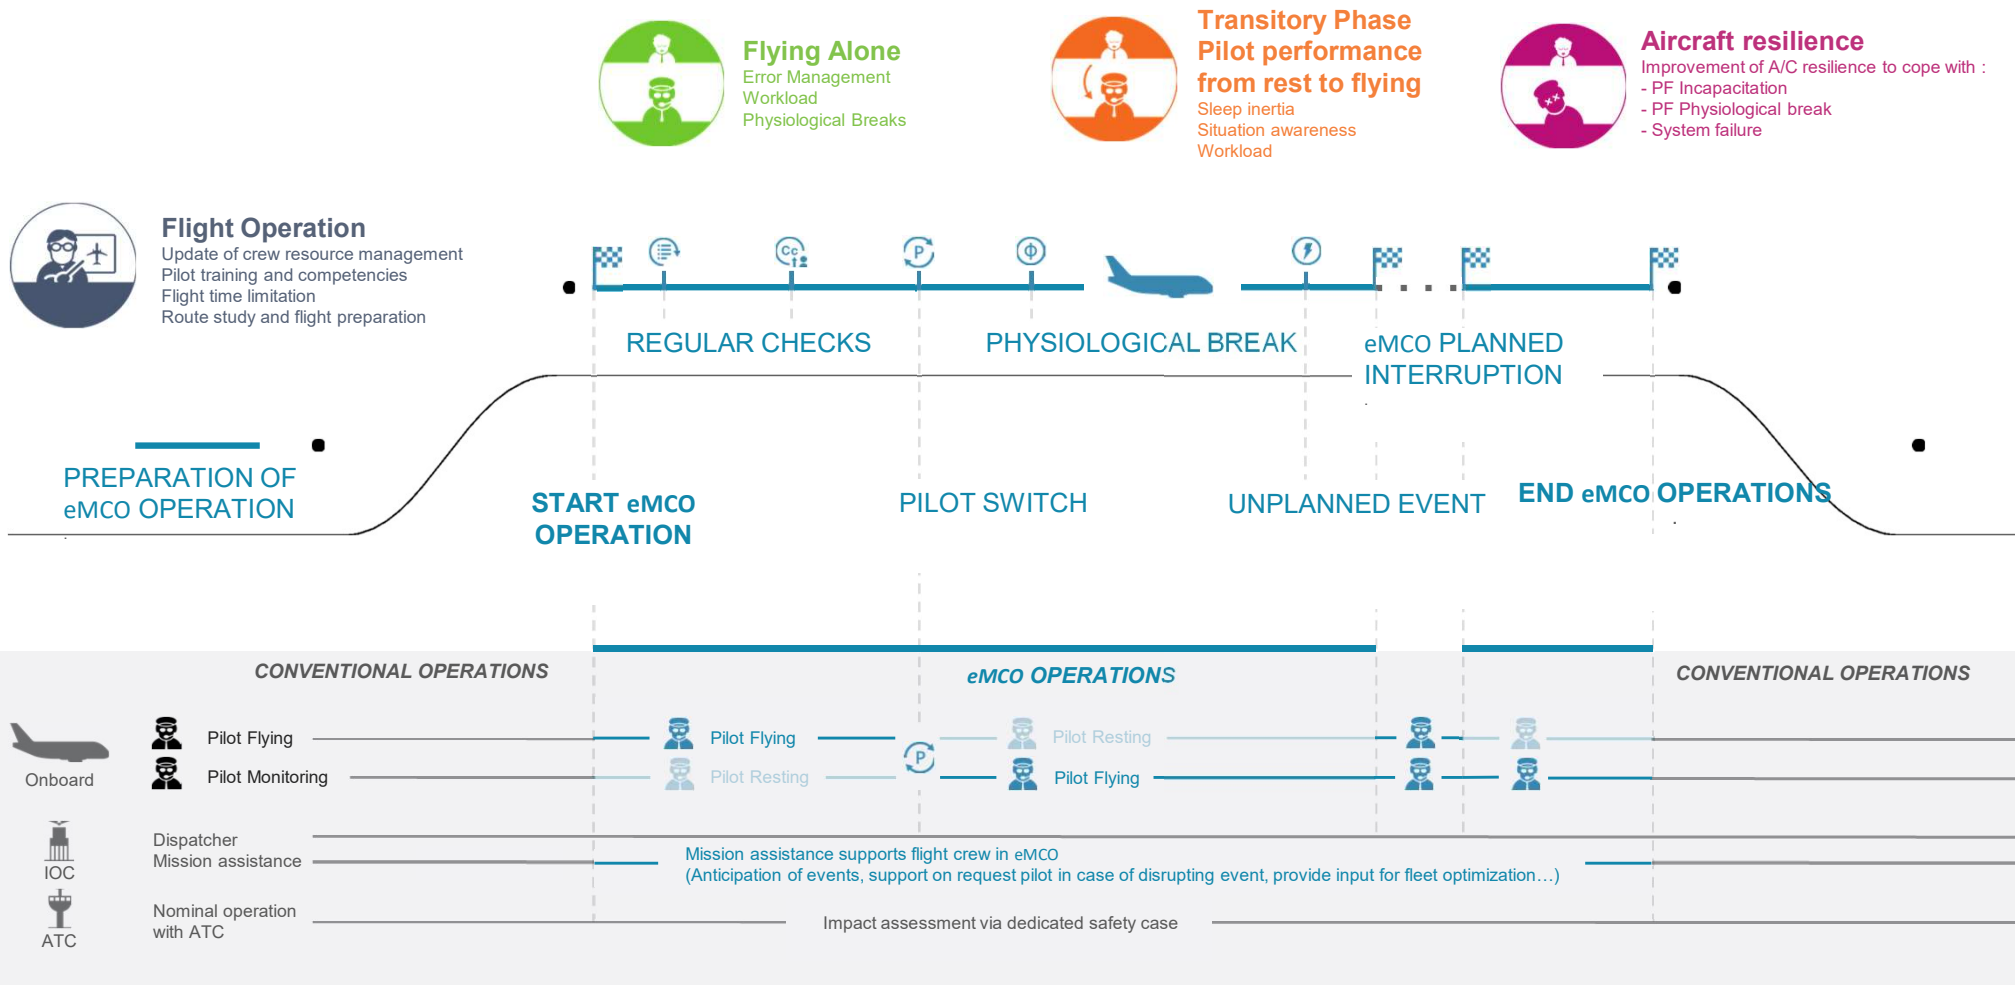 Flying Alone
Error Management
Workload
Physiological Breaks
Transitory Phase
Pilot performance
from rest to flying
Sleep inertia
Situation awareness
Workload
Aircraft resilience
Improvement of A/C resilience to cope with :
- PF Incapacitation
- PF Physiological break
- System failure
Flight Operation
Update of crew resource management
Pilot training and competencies
Flight time limitation
Route study and flight preparation
Cc
P
REGULAR CHECKS
PHYSIOLOGICAL BREAK
eMCO PLANNED
INTERRUPTION
.
PREPARATION OF
eMCO OPERATION
.
START eMCO
OPERATION
PILOT SWITCH
UNPLANNED EVENT
END eMCO OPERATIONS
.
CONVENTIONAL OPERATIONS
eMCO OPERATIONS
CONVENTIONAL OPERATIONS
Onboard
Pilot Flying
Pilot Monitoring
Pilot Flying
Pilot Resting
P
Pilot Resting
Pilot Flying
IOC
Dispatcher
Mission assistance
Mission assistance supports flight crew in eMCO
(Anticipation of events, support on request pilot in case of disrupting event, provide input for fleet optimization…)
ATC
Nominal operation
with ATC
Impact assessment via dedicated safety case